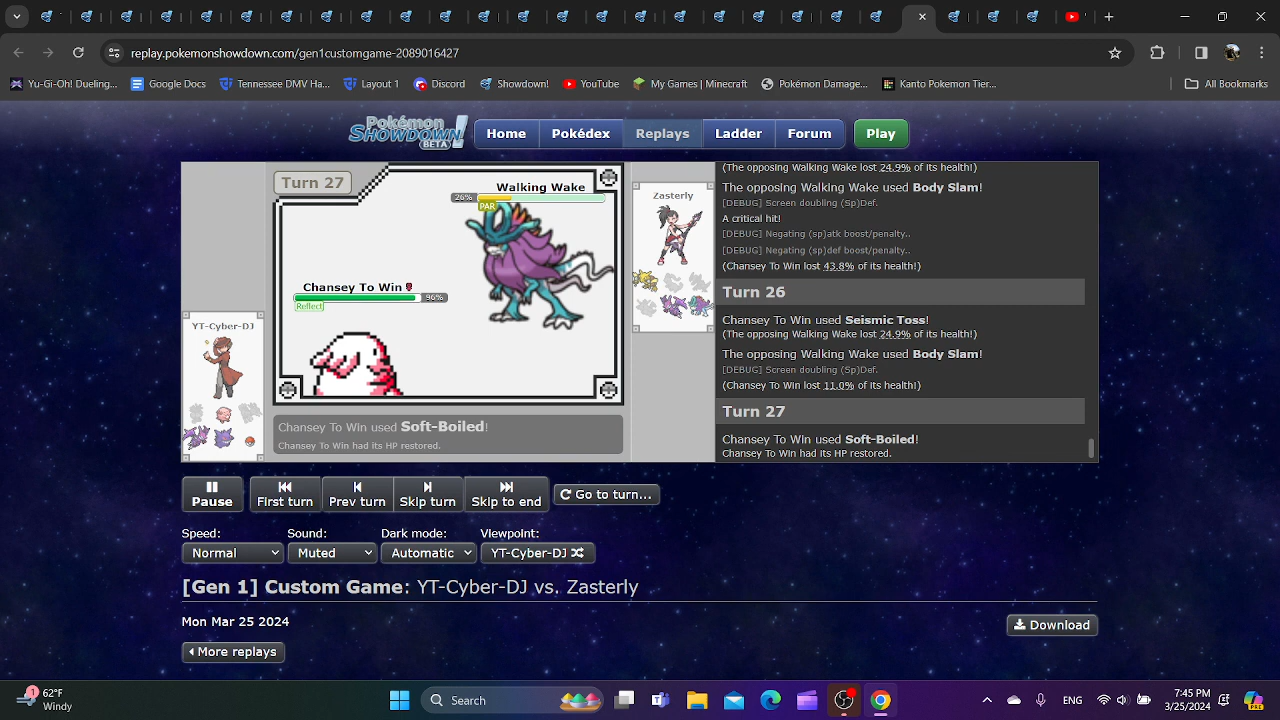 replay.pokemonshowdown.com/gen1customgame-2089016427
Yu-Gi-Oh! Dueling...
Google Docs
Tennessee DMV Ha...
Layout 1
Discord
Showdown!
YouTube
My Games | Minecraft
Pokémon Damage...
Kanto Pokemon Tier...
All Bookmarks
Pokémon
SHOWDOWN!
BETA
Home
Pokédex
Replays
Ladder
Forum
Play
Turn 27
Walking Wake
26%
PAR
Chansey To Win
96%
Reflect
YT-Cyber-DJ
Zasterly
Chansey To Win used Soft-Boiled!
Chansey To Win had its HP restored.
(The opposing Walking Wake lost 24.9% of its health!)
The opposing Walking Wake used Body Slam!
[DEBUG] Screen doubling (Sp)Def.
A critical hit!
[DEBUG] Negating (sp)atk boost/penalty..
[DEBUG] Negating (sp)def boost/penalty..
(Chansey To Win lost 43.8% of its health!)
Turn 26
Chansey To Win used Seismic Toss!
(The opposing Walking Wake lost 24.9% of its health!)
The opposing Walking Wake used Body Slam!
[DEBUG] Screen doubling (Sp)Def.
(Chansey To Win lost 11.0% of its health!)
Turn 27
Chansey To Win used Soft-Boiled!
Chansey To Win had its HP restored.
Pause
First turn
Prev turn
Skip turn
Skip to end
Go to turn...
Speed:
Sound:
Dark mode:
Viewpoint:
Normal
Muted
Automatic
YT-Cyber-DJ
[Gen 1] Custom Game: YT-Cyber-DJ vs. Zasterly
Mon Mar 25 2024
Download
More replays
1
62°F
Windy
Search
ENG
7:45 PM
3/25/2024
PRE